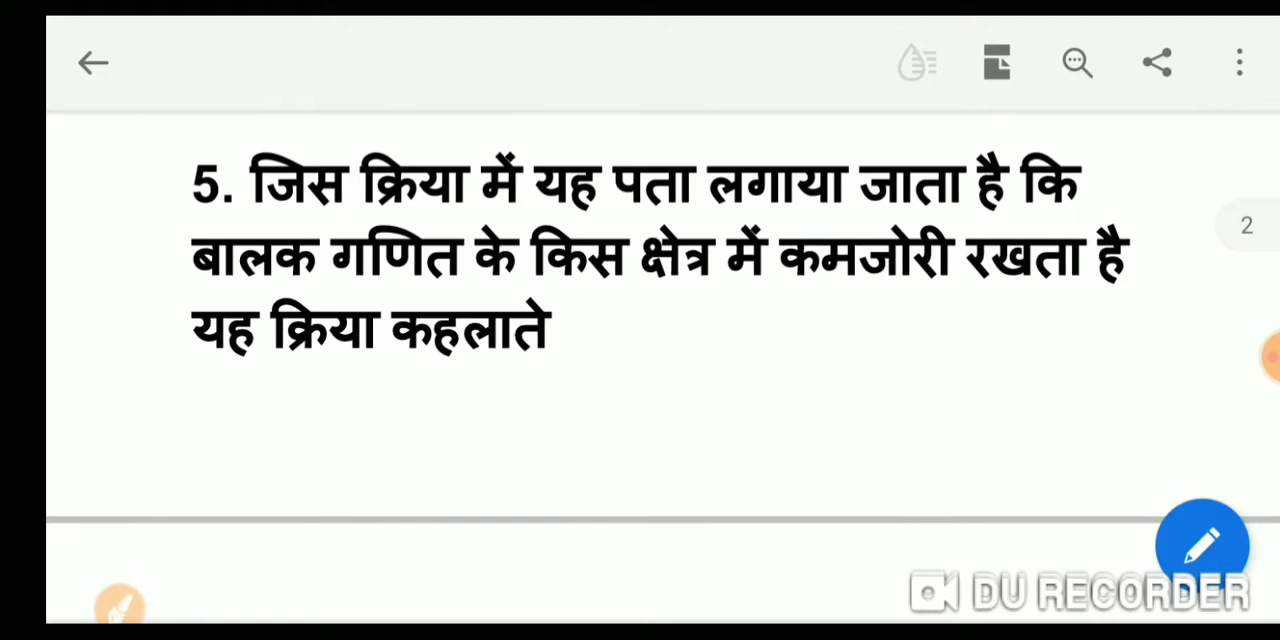 5. जिस क्रिया में यह पता लगाया जाता है कि
2
बालक गणित के किस क्षेत्र में कमजोरी रखता है
यह क्रिया कहलाते
DU RECORDER